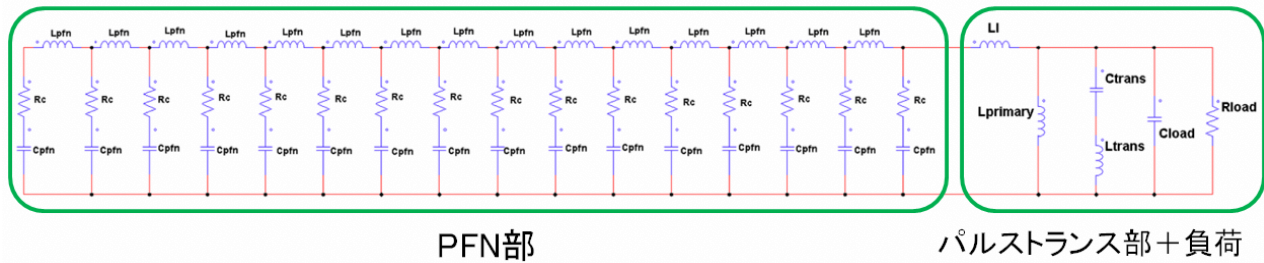 Lpfn Lpfn Lpfn Lpfn Lpfn Lpfn Lpfn Lpfn Lpfn Lpfn Lpfn Lpfn Lpfn Lpfn Lpfn Ll
Rc Rc Rc Rc Rc Rc Rc Rc Rc Rc Rc Rc Rc Rc Rc Rc
Cpfn Cpfn Cpfn Cpfn Cpfn Cpfn Cpfn Cpfn Cpfn Cpfn Cpfn Cpfn Cpfn Cpfn Cpfn Cpfn
Lprimary
Ctrans
Ltrans
Cload
Rload
PFN部
パルストランス部＋負荷